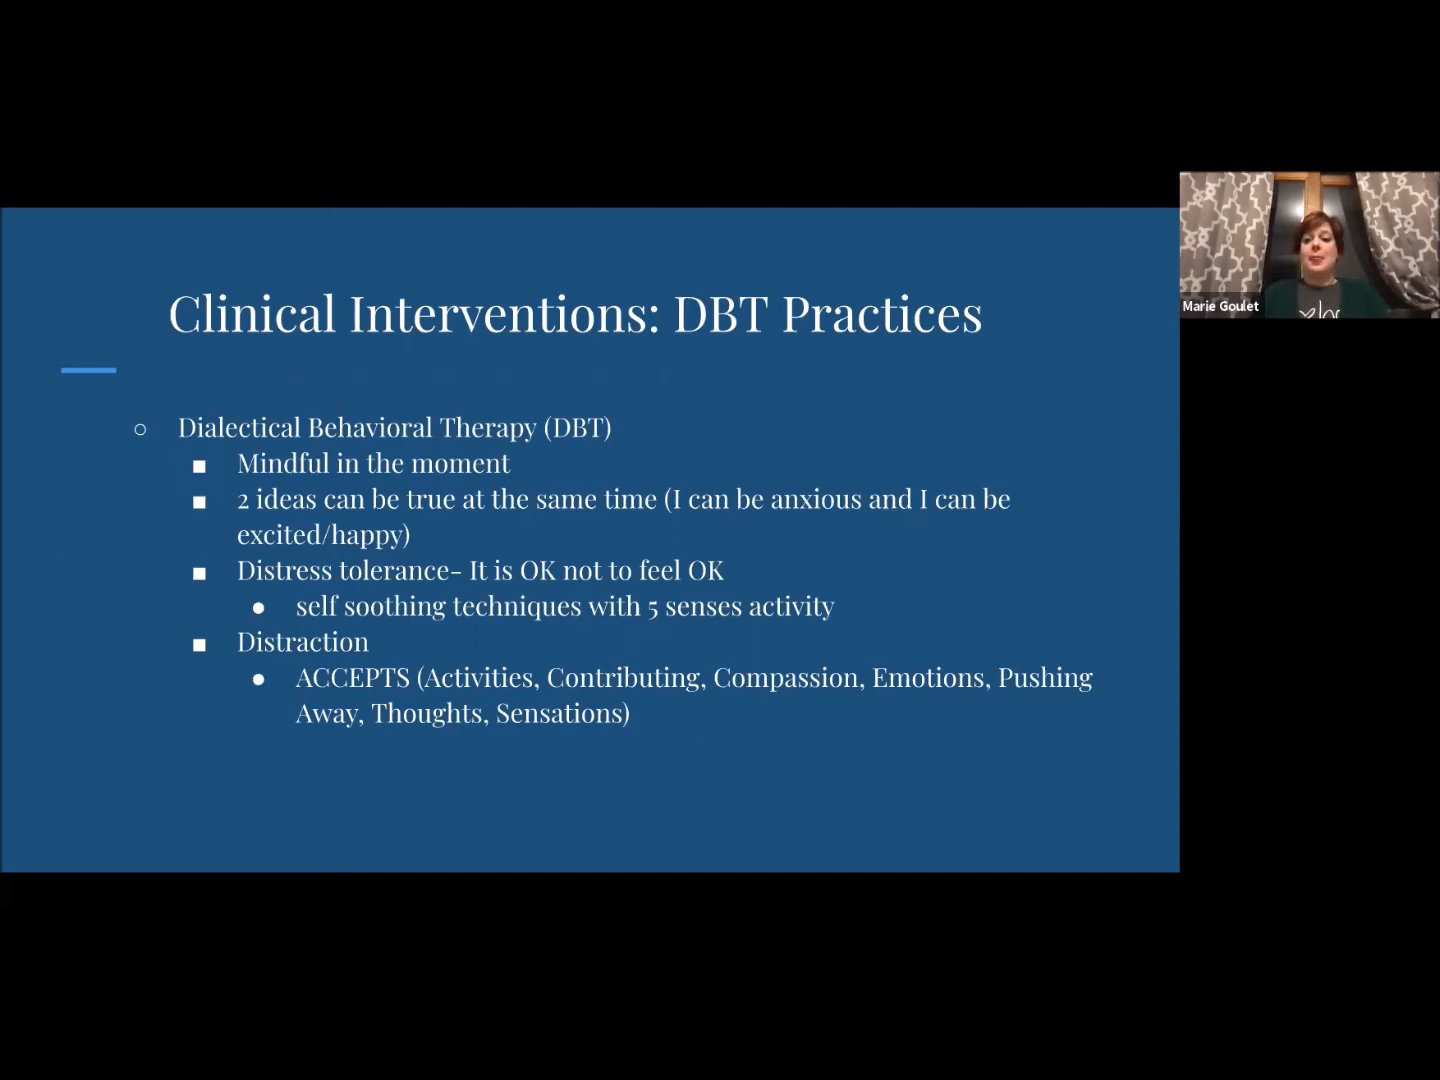 Clinical Interventions: DBT Practices
○ Dialectical Behavioral Therapy (DBT)
■ Mindful in the moment
■ 2 ideas can be true at the same time (I can be anxious and I can be
excited/happy)
■ Distress tolerance- It is OK not to feel OK
● self soothing techniques with 5 senses activity
■ Distraction
● ACCEPTS (Activities, Contributing, Compassion, Emotions, Pushing
Away, Thoughts, Sensations)
Marie Goulet